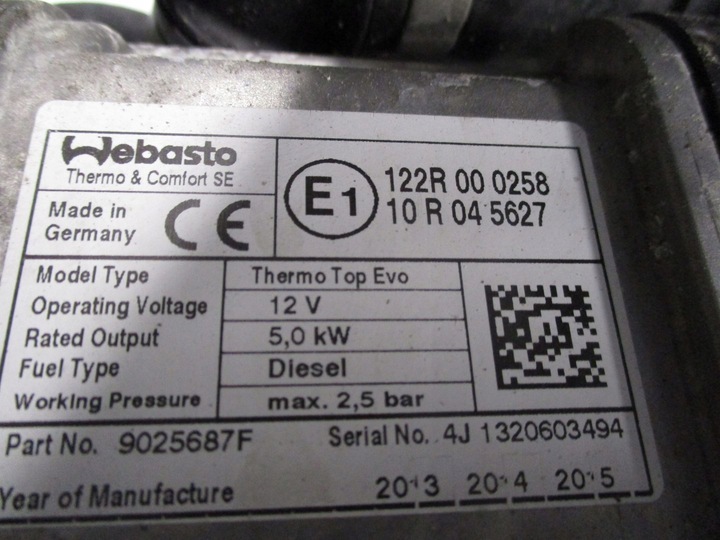 Webasto
Thermo & Comfort SE
Made in
Germany
CE
E1
122R 00 0258
10 R 04 5627
Model Type Thermo Top Evo
Operating Voltage 12 V
Rated Output 5,0 kW
Fuel Type Diesel
Working Pressure max. 2,5 bar
Part No. 9025687F Serial No. 4J 1320603494
Year of Manufacture 2013 2014 2015